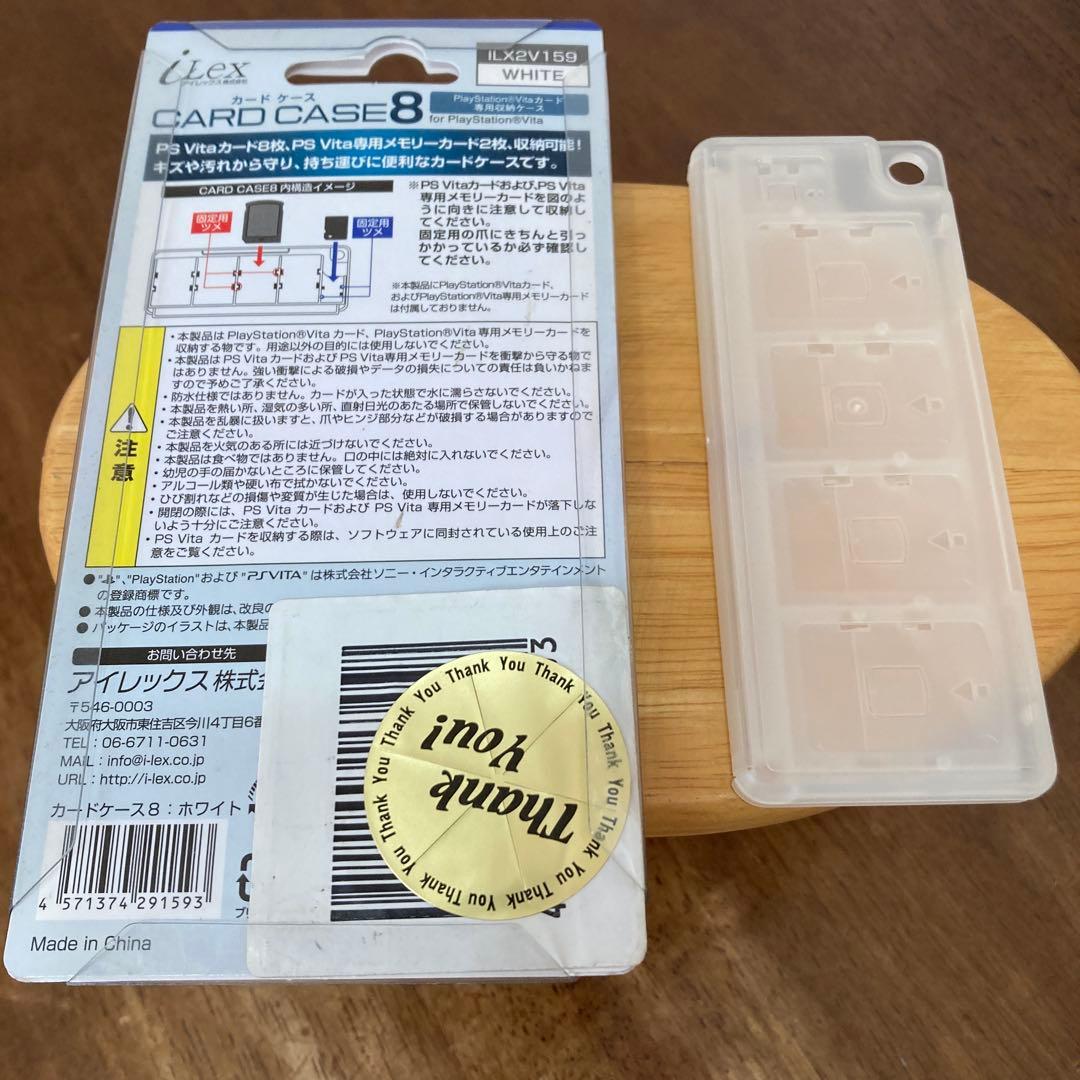 iLex
アイレックス株式会社
ILX2V159
WHITE
カード ケース
CARD CASE8
for PlayStation®Vita
PlayStation®Vitaカード
専用収納ケース
PS Vitaカード8枚、PS Vita専用メモリーカード2枚、収納可能!
キズや汚れから守り、持ち運びに便利なカードケースです。
CARD CASE8 内構造イメージ
固定用
ツメ
固定用
ツメ
※PS Vitaカードおよび、PS Vita
専用メモリーカードを図のよ
うに向きに注意して収納し
てください。
固定用の爪にきちんと引っ
かかっているか必ず確認し
てください。
※本製品にPlayStation®Vitaカード、
およびPlayStation®Vita専用メモリーカード
は付属しておりません。
注意
・本製品は PlayStation®Vita カード、PlayStation®Vita 専用メモリーカードを
収納する物です。用途以外の目的には使用しないでください。
・本製品は PS Vita カードおよび PS Vita専用メモリーカードを衝撃から守る物で
はありません。強い衝撃による破損やデータの損失についての責任は負いかねま
すので予めご了承ください。
・防水仕様ではありません。カードが入った状態で水に濡らさないでください。
・本製品を熱い所、湿気の多い所、直射日光のあたる場所で保管しないでください。
・本製品を乱暴に扱いますと、爪やヒンジ部分などが破損する場合がありますので
ご注意ください。
・本製品を火気のある所には近づけないでください。
・本製品は食べ物ではありません。口の中には絶対に入れないでください。
・幼児の手の届かないところに保管してください。
・アルコール類や硬い布で拭かないでください。
・ひび割れなどの損傷や変質が生じた場合は、使用しないでください。
・開閉の際には、PS Vita カードおよび PS Vita 専用メモリーカードが落下し
ないよう十分にご注意ください。
・PS Vita カードを収納する際は、ソフトウェアに同封されている使用上のご注
意をご覧ください。
●"","PlayStation"および"PSVITA"は株式会社ソニー・インタラクティブエンタテインメント
の登録商標です。
●本製品の仕様及び外観は、改良の
●パッケージのイラストは、本製品
お問い合わせ先
アイレックス株式会
〒546-0003
大阪府大阪市東住吉区今川4丁目6番
TEL : 06-6711-0631
MAIL : info@i-lex.co.jp
URL : http://i-lex.co.jp
カードケース8：ホワイト
4 571374 291593
Made in China
Thank You Thank You Thank You Thank You Thank You Thank You Thank You Thank You
Thank
You!